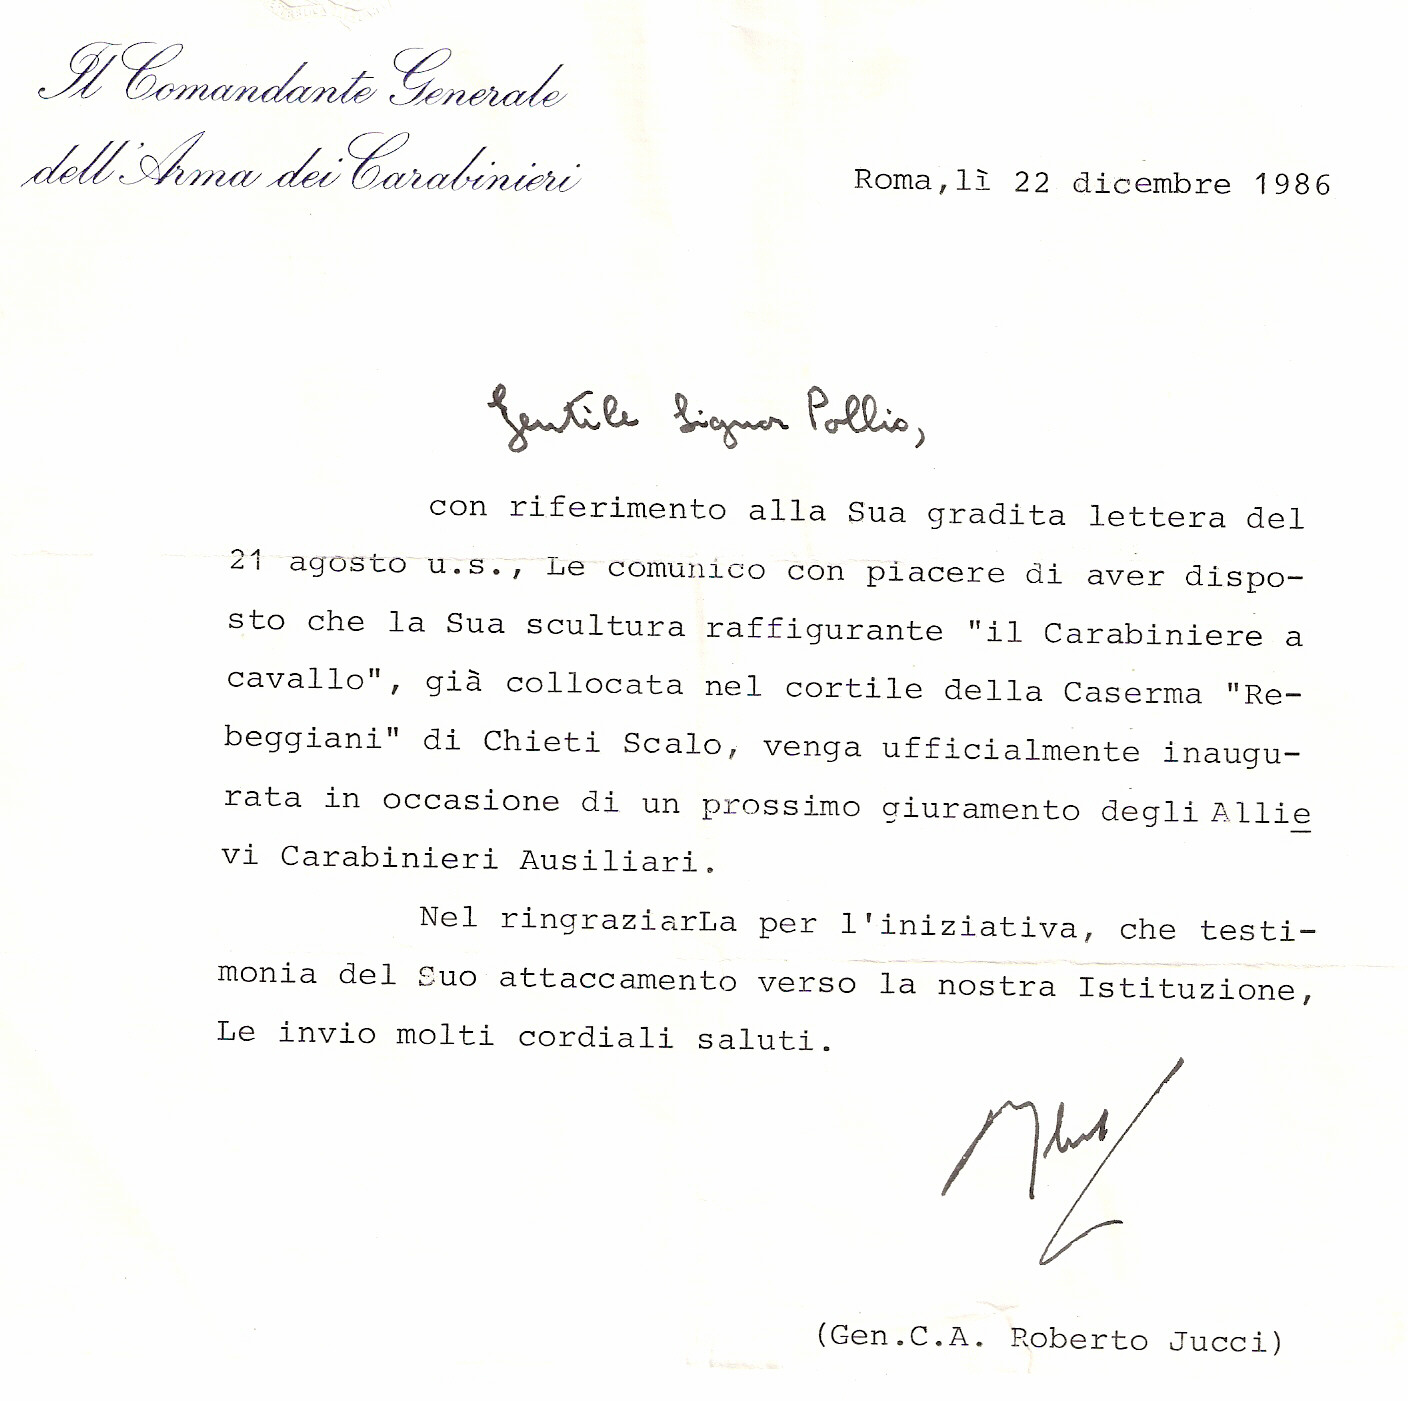 Il Comandante Generale
dell'Arma dei Carabinieri
Roma,lì 22 dicembre 1986
Gentile Signor Pollio,
con riferimento alla Sua gradita lettera del
21 agosto u.s., Le comunico con piacere di aver dispo-
sto che la Sua scultura raffigurante "il Carabiniere a
cavallo", già collocata nel cortile della Caserma "Re-
beggiani" di Chieti Scalo, venga ufficialmente inaugu-
rata in occasione di un prossimo giuramento degli Allie
vi Carabinieri Ausiliari.
Nel ringraziarLa per l'iniziativa, che testi-
monia del Suo attaccamento verso la nostra Istituzione,
Le invio molti cordiali saluti.
(Gen.C.A. Roberto Jucci)